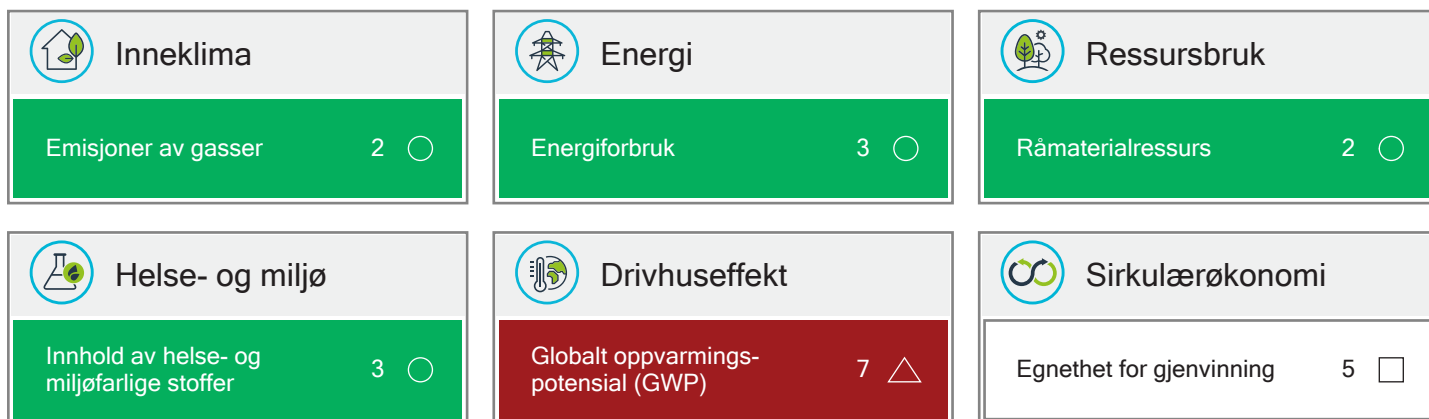 Inneklima
Emisjoner av gasser 2
Energi
Energiforbruk 3
Ressursbruk
Råmaterialressurs 2
Helse- og miljø
Innhold av helse- og
miljøfarlige stoffer 3
Drivhuseffekt
Globalt oppvarmings-
potensial (GWP) 7
Sirkulærøkonomi
Egnethet for gjenvinning 5